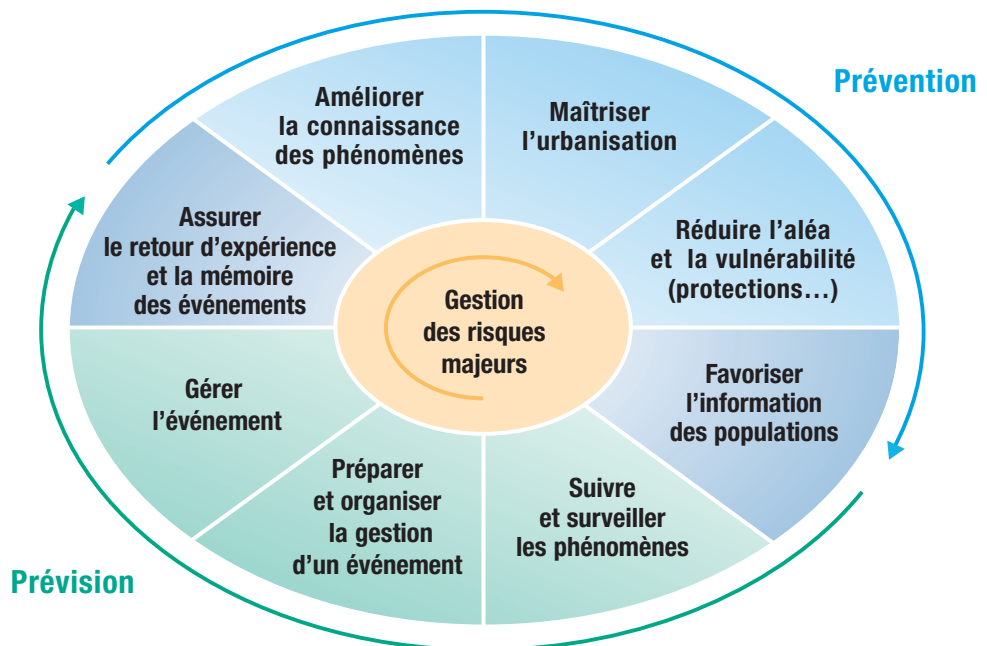 Prévention
Améliorer
la connaissance
des phénomènes
Maîtriser
l'urbanisation
Réduire l'aléa
et la vulnérabilité
(protections…)
Favoriser
l'information
des populations
Suivre
et surveiller
les phénomènes
Préparer
et organiser
la gestion
d'un événement
Gérer
l'événement
Assurer
le retour d'expérience
et la mémoire
des événements
Gestion
des risques
majeurs
Prévision